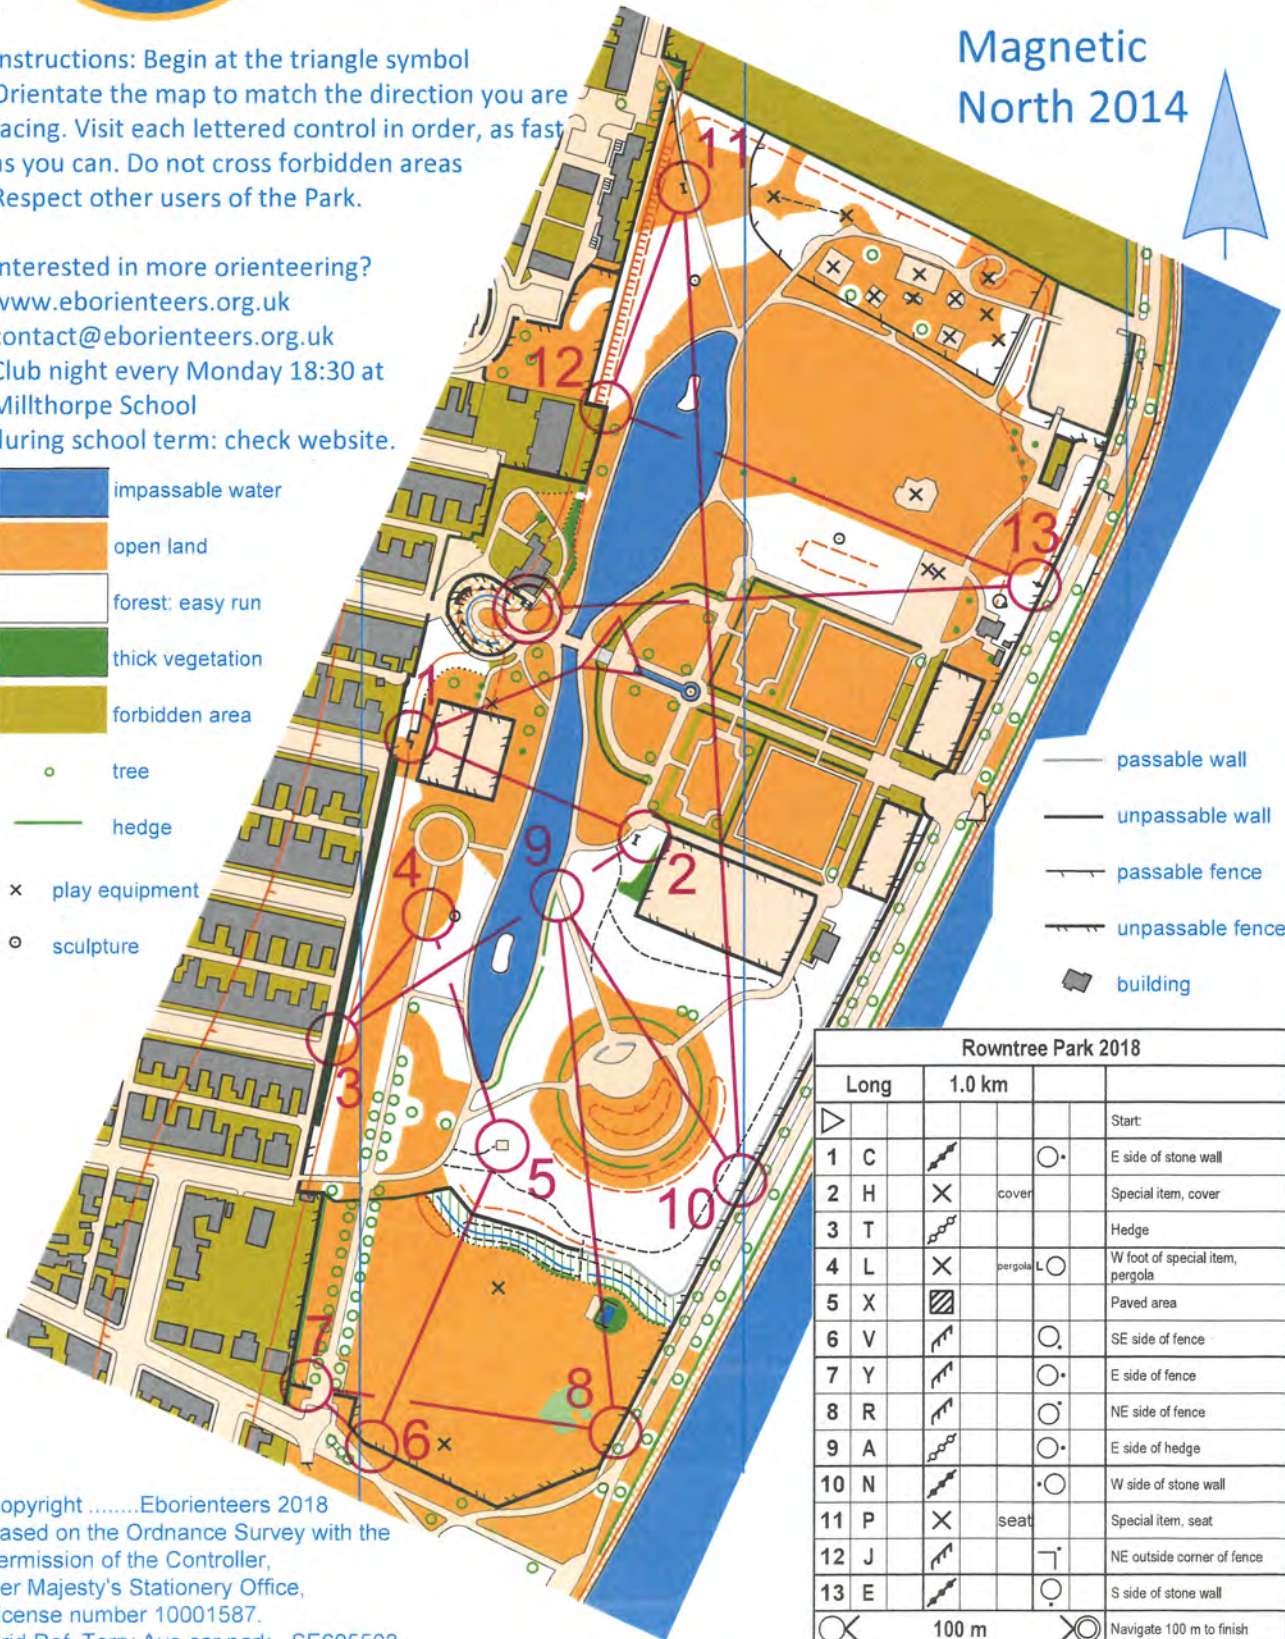 Magnetic
North 2014
nstructions: Begin at the triangle symbol
Orientate the map to match the direction you are
acing. Visit each lettered control in order, as fast
as you can. Do not cross forbidden areas
Respect other users of the Park.
nterested in more orienteering?
www.eborienteers.org.uk
contact@eborienteers.org.uk
Club night every Monday 18:30 at
Millthorpe School
during school term: check website.
impassable water
open land
forest: easy run
thick vegetation
forbidden area
tree
hedge
play equipment
sculpture
passable wall
unpassable wall
passable fence
unpassable fence
building
11
12
13
1
2
9
4
3
5
10
7
8
6
Rowntree Park 2018
Long 1.0 km
Start:
1 C E side of stone wall
2 H cover Special item, cover
3 T Hedge
4 L pergola L W foot of special item,
pergola
5 X Paved area
6 V SE side of fence
7 Y E side of fence
8 R NE side of fence
9 A E side of hedge
10 N W side of stone wall
11 P seat Special item, seat
12 J NE outside corner of fence
13 E S side of stone wall
100 m Navigate 100 m to finish
opyright ........Eborienteers 2018
ased on the Ordnance Survey with the
ermission of the Controller,
er Majesty's Stationery Office,
icense number 10001587.